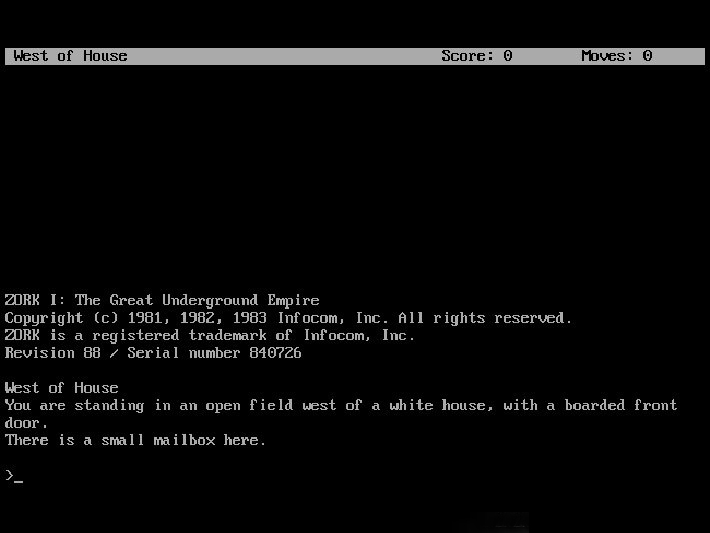 West of House Score: 0 Moves: 0
ZORK I: The Great Underground Empire
Copyright (c) 1981, 1982, 1983 Infocom, Inc. All rights reserved.
ZORK is a registered trademark of Infocom, Inc.
Revision 88 / Serial number 840726
West of House
You are standing in an open field west of a white house, with a boarded front
door.
There is a small mailbox here.
>_